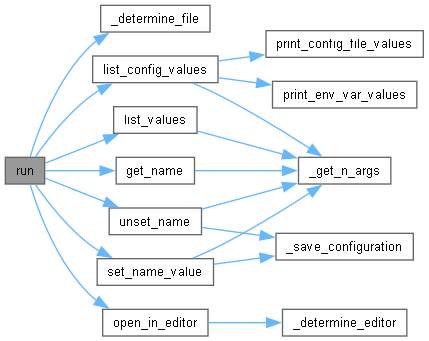 _determine_file
print_config_file_values
list_config_values
print_env_var_values
list_values
run
get_name
_get_n_args
unset_name
_save_configuration
set_name_value
open_in_editor
_determine_editor